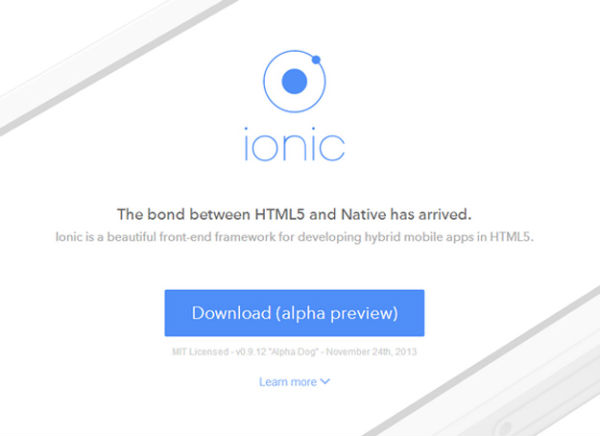 ionic
The bond between HTML5 and Native has arrived.
Ionic is a beautiful front-end framework for developing hybrid mobile apps in HTML5.
Download (alpha preview)
MIT Licensed - v0.9.12 "Alpha Dog" - November 24th, 2013
Learn more